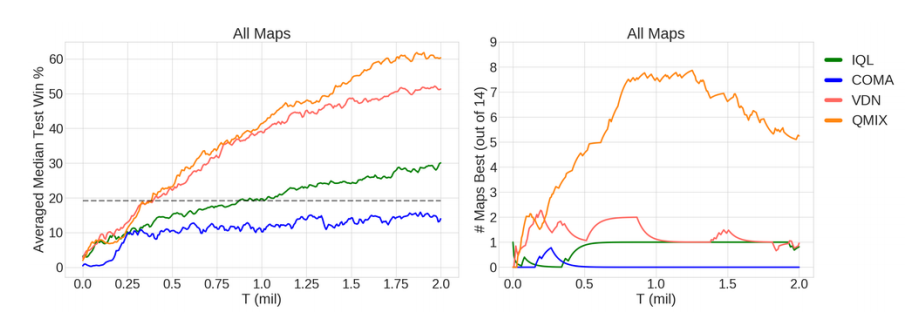 All Maps
Averaged Median Test Win %
60
50
40
30
20
10
0
0.0 0.25 0.5 0.75 1.0 1.25 1.5 1.75 2.0
T (mil)
All Maps
# Maps Best (out of 14)
9
8
7
6
5
4
3
2
1
0
0.0 0.5 1.0 1.5 2.0
T (mil)
IQL
COMA
VDN
QMIX